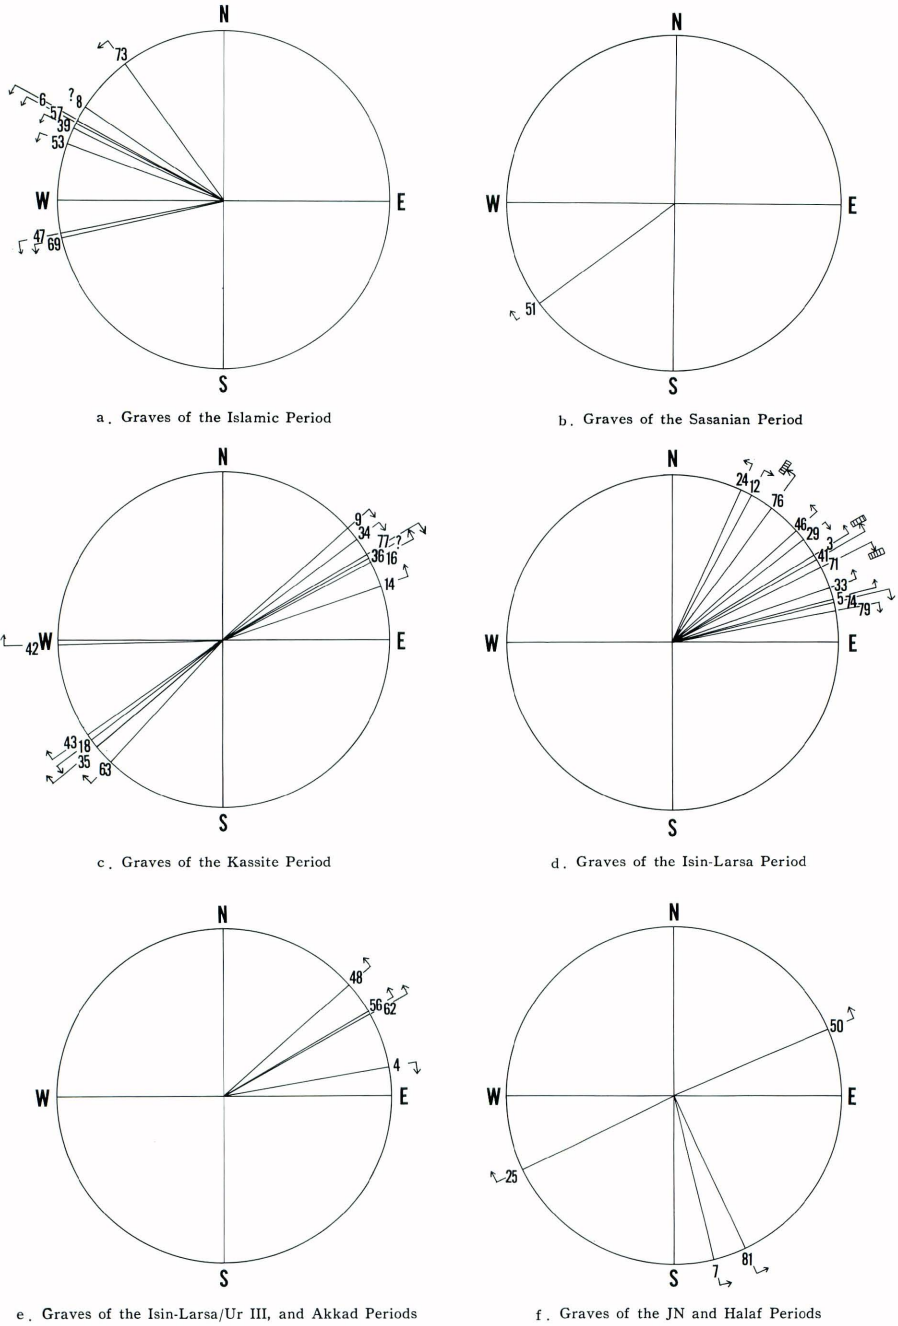 N
73
? 8
6
57
39
53
W
E
47
69
S
a. Graves of the Islamic Period
N
W
E
51
S
b. Graves of the Sasanian Period
N
9
34
77-?
36 16
14
W
E
42
43 18
35
63
S
c. Graves of the Kassite Period
N
24 12
76
46
29
3
41
71
33
5-74
79
W
E
S
d. Graves of the Isin-Larsa Period
N
48
56 62
4
W
E
S
e. Graves of the Isin-Larsa/Ur III, and Akkad Periods
N
50
W
E
25
81
7
S
f. Graves of the JN and Halaf Periods